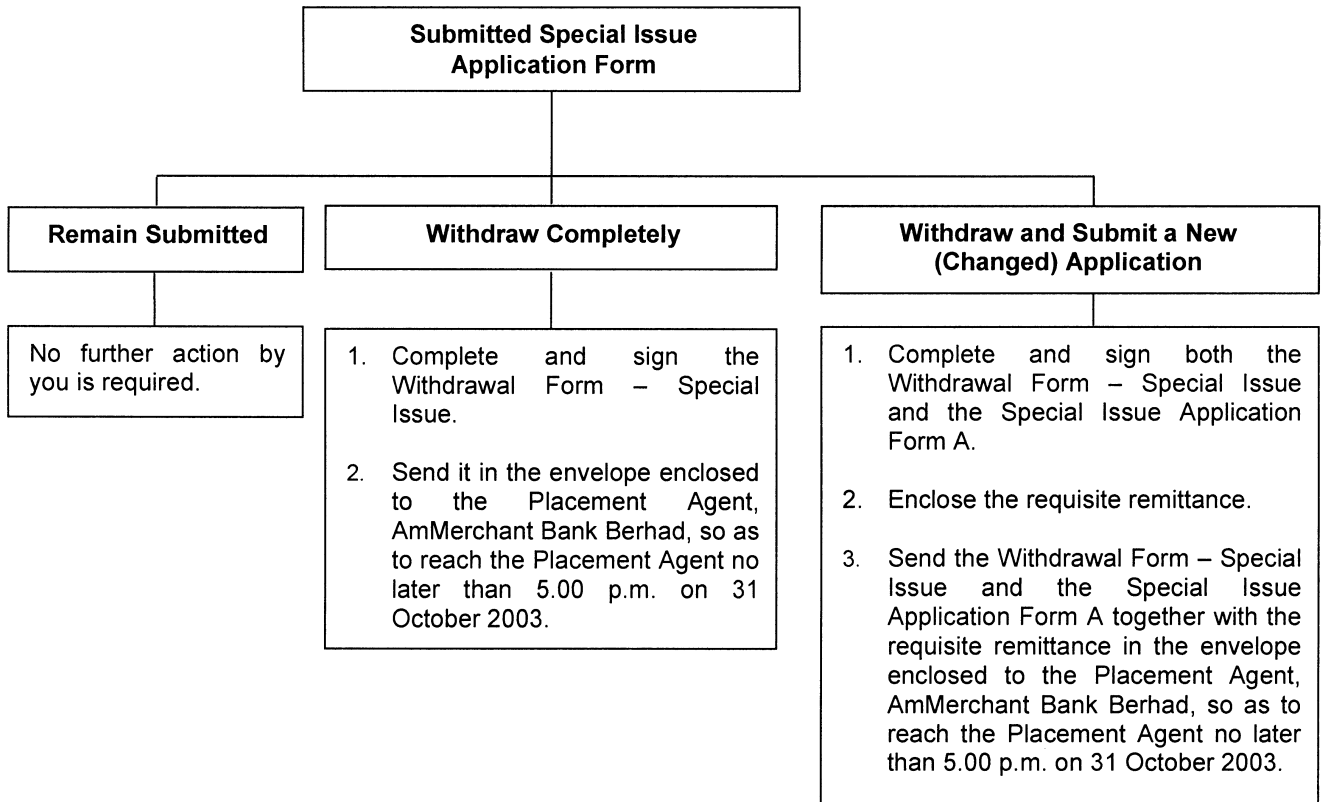 Submitted Special Issue
Application Form
Remain Submitted
No further action by
you is required.
Withdraw Completely
1. Complete and sign the
Withdrawal Form – Special
Issue.
2. Send it in the envelope enclosed
to the Placement Agent,
AmMerchant Bank Berhad, so as
to reach the Placement Agent no
later than 5.00 p.m. on 31
October 2003.
Withdraw and Submit a New
(Changed) Application
1. Complete and sign both the
Withdrawal Form – Special Issue
and the Special Issue Application
Form A.
2. Enclose the requisite remittance.
3. Send the Withdrawal Form – Special
Issue and the Special Issue
Application Form A together with the
requisite remittance in the envelope
enclosed to the Placement Agent,
AmMerchant Bank Berhad, so as to
reach the Placement Agent no later
than 5.00 p.m. on 31 October 2003.